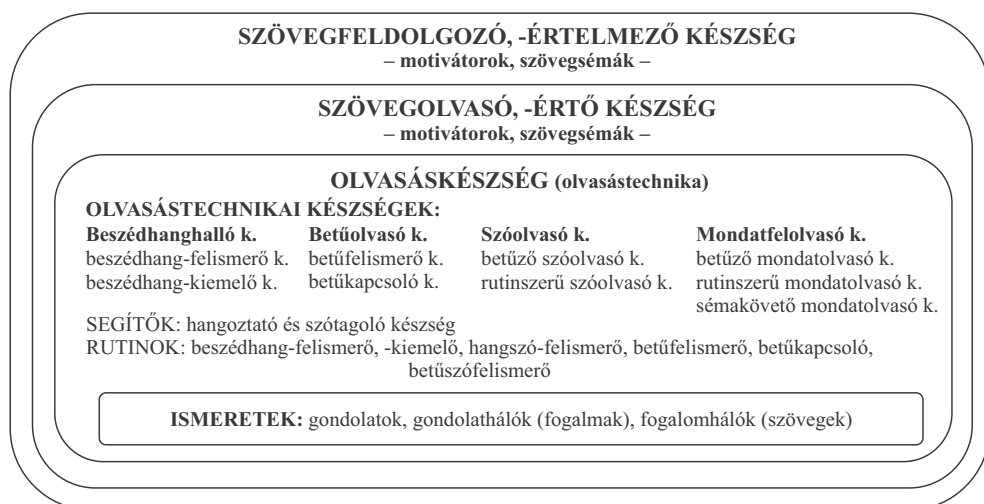 SZÖVEGFELDOLGOZÓ, -ÉRTELMEZŐ KÉSZSÉG
– motivátorok, szövegsémák –
SZÖVEGOLVASÓ, -ÉRTŐ KÉSZSÉG
– motivátorok, szövegsémák –
OLVASÁSKÉSZSÉG (olvasástechnika)
OLVASÁSTECHNIKAI KÉSZSÉGEK:
Beszédhanghalló k. Betűolvasó k. Szóolvasó k. Mondatfelolvasó k.
beszédhang-felismerő k. betűfelismerő k. betűző szóolvasó k. betűző mondatolvasó k.
beszédhang-kiemelő k. betűkapcsoló k. rutinszerű szóolvasó k. rutinszerű mondatolvasó k.
sémakövető mondatolvasó k.
SEGÍTŐK: hangoztató és szótagoló készség
RUTINOK: beszédhang-felismerő, -kiemelő, hangszó-felismerő, betűfelismerő, betűkapcsoló,
betűszófelismerő
ISMERETEK: gondolatok, gondolathálók (fogalmak), fogalomhálók (szövegek)